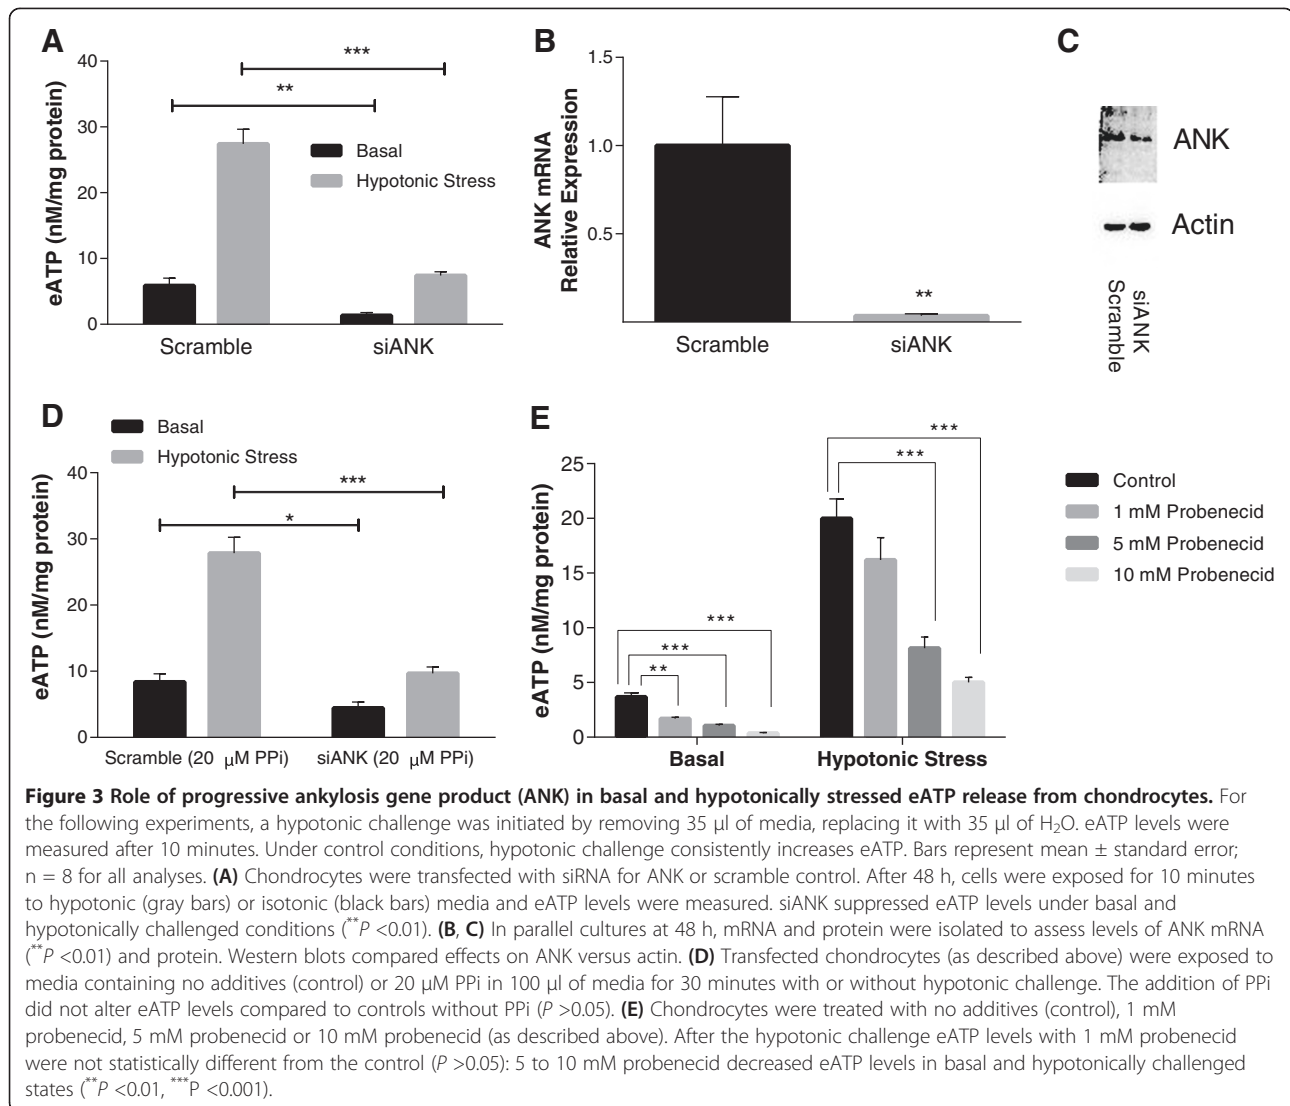 A
40
30
20
10
0
eATP (nM/mg protein)
***
**
Basal
Hypotonic Stress
Scramble
siANK
B
1.5
1.0
0.5
ANK mRNA
Relative Expression
**
Scramble
siANK
C
ANK
Actin
Scramble
siANK
D
Basal
Hypotonic Stress
40
30
20
10
0
eATP (nM/mg protein)
***
*
Scramble (20 µM PPi)
siANK (20 µM PPi)
E
25
20
15
10
5
0
eATP (nM/mg protein)
***
***
**
***
***
Basal
Hypotonic Stress
Control
1 mM Probenecid
5 mM Probenecid
10 mM Probenecid
Figure 3 Role of progressive ankylosis gene product (ANK) in basal and hypotonically stressed eATP release from chondrocytes. For
the following experiments, a hypotonic challenge was initiated by removing 35 µl of media, replacing it with 35 µl of H₂O. eATP levels were
measured after 10 minutes. Under control conditions, hypotonic challenge consistently increases eATP. Bars represent mean ± standard error;
n = 8 for all analyses. (A) Chondrocytes were transfected with siRNA for ANK or scramble control. After 48 h, cells were exposed for 10 minutes
to hypotonic (gray bars) or isotonic (black bars) media and eATP levels were measured. siANK suppressed eATP levels under basal and
hypotonically challenged conditions (**P <0.01). (B, C) In parallel cultures at 48 h, mRNA and protein were isolated to assess levels of ANK mRNA
(**P <0.01) and protein. Western blots compared effects on ANK versus actin. (D) Transfected chondrocytes (as described above) were exposed to
media containing no additives (control) or 20 µM PPi in 100 µl of media for 30 minutes with or without hypotonic challenge. The addition of PPi
did not alter eATP levels compared to controls without PPi (P >0.05). (E) Chondrocytes were treated with no additives (control), 1 mM
probenecid, 5 mM probenecid or 10 mM probenecid (as described above). After the hypotonic challenge eATP levels with 1 mM probenecid
were not statistically different from the control (P >0.05): 5 to 10 mM probenecid decreased eATP levels in basal and hypotonically challenged
states (**P <0.01, ***P <0.001).